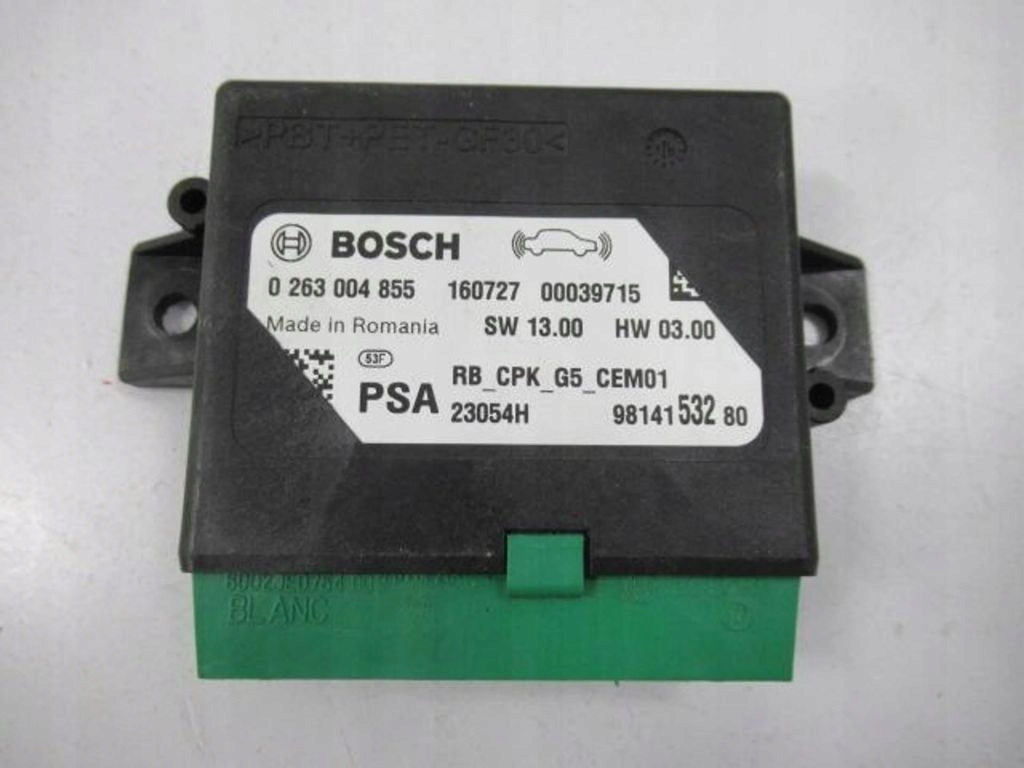 >PBT+PET-GF30<
BOSCH
0 263 004 855 160727 00039715
Made in Romania SW 13.00 HW 03.00
53F RB_CPK_G5_CEM01
PSA 23054H 98141 532 80
BLANC